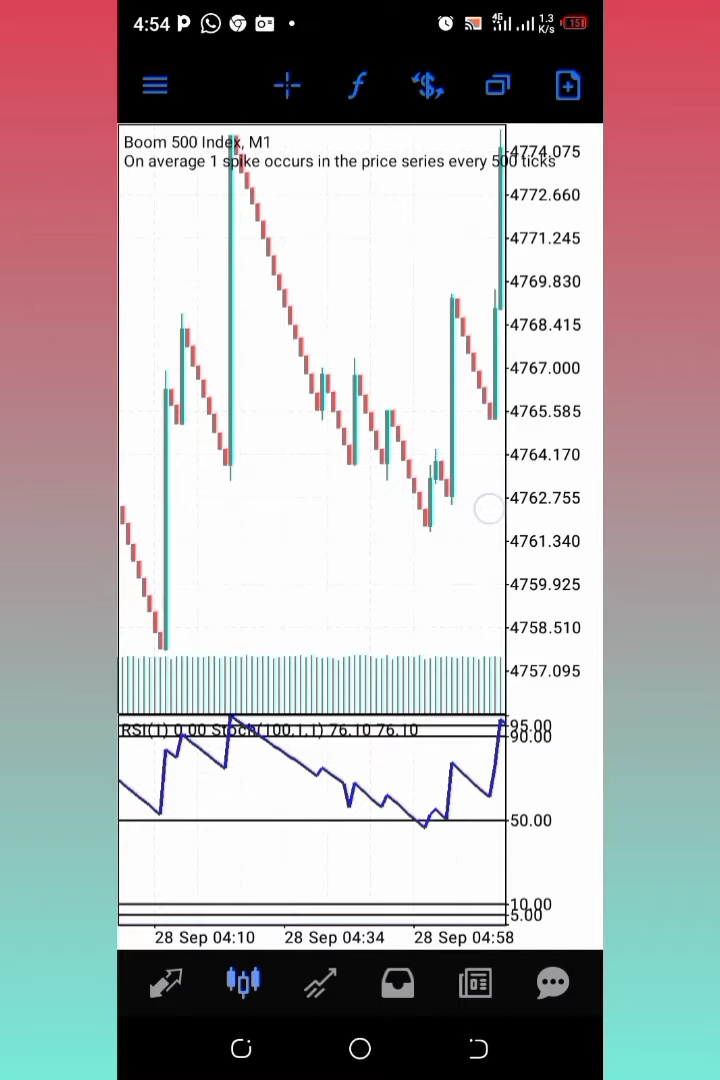 4:54
4G
1.3
K/s
Boom 500 Index, M1
On average 1 spike occurs in the price series every 500 ticks
4774.075
4772.660
4771.245
4769.830
4768.415
4767.000
4765.585
4764.170
4762.755
4761.340
4759.925
4758.510
4757.095
RSI(1) 0.00 Stoch(100,1,1) 76.10 76.10
95.00
90.00
50.00
10.00
5.00
28 Sep 04:10
28 Sep 04:34
28 Sep 04:58